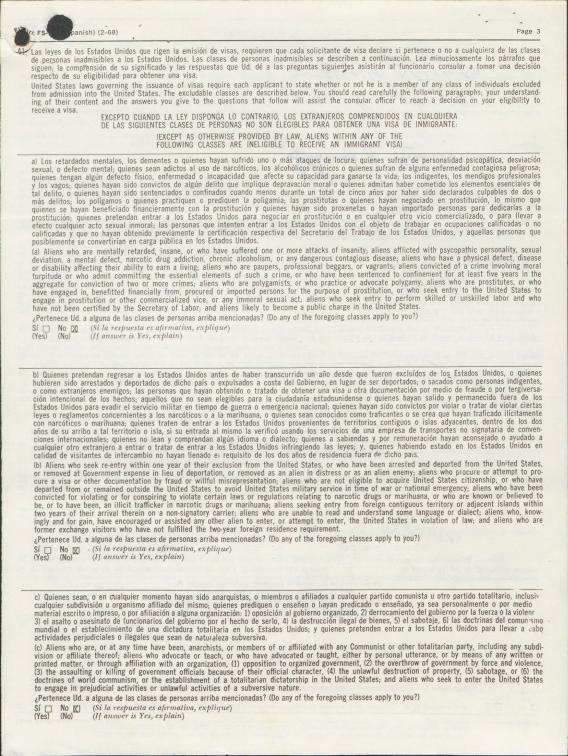 FS- (Spanish) (2-68) Page 3
41. Las leyes de los Estados Unidos que rigen la emisión de visas, requieren que cada solicitante de visa declare si pertenece o no a cualquiera de las clases
de personas inadmisibles a los Estados Unidos. Las clases de personas inadmisibles se describen a continuación. Lea minuciosamente los párrafos que
siguen; la comprensión de su significado y las respuestas que Ud. dé a las preguntas siguientes asistirán al funcionario consular a tomar una decisión
respecto de su eligibilidad para obtener una visa.
United States laws governing the issuance of visas require each applicant to state whether or not he is a member of any class of individuals excluded
from admission into the United States. The excludable classes are described below. You should read carefully the following paragraphs; your understand-
ing of their content and the answers you give to the questions that follow will assist the consular officer to reach a decision on your eligibility to
receive a visa.
EXCEPTO CUANDO LA LEY DISPONGA LO CONTRARIO, LOS EXTRANJEROS COMPRENDIDOS EN CUALQUIERA
DE LAS SIGUIENTES CLASES DE PERSONAS NO SON ELEGIBLES PARA OBTENER UNA VISA DE INMIGRANTE:
(EXCEPT AS OTHERWISE PROVIDED BY LAW, ALIENS WITHIN ANY OF THE
FOLLOWING CLASSES ARE INELIGIBLE TO RECEIVE AN IMMIGRANT VISA)
a) Los retardados mentales, los dementes o quienes hayan sufrido uno o más ataques de locura; quienes sufran de personalidad psicopática, desviación
sexual, o defecto mental; quienes sean adictos al uso de narcóticos, los alcohólicos crónicos o quienes sufran de alguna enfermedad contagiosa peligrosa;
quienes tengan algún defecto físico, enfermedad o incapacidad que afecte su capacidad para ganarse la vida; los indigentes, los mendigos profesionales
y los vagos; quienes hayan sido convictos de algún delito que implique depravación moral o quienes admitan haber cometido los elementos esenciales de
tal delito, o quienes hayan sido sentenciados o confinados cuando menos durante un total de cinco años por haber sido declarados culpables de dos o
más delitos; los polígamos o quienes practiquen o prediquen la poligamia; las prostitutas o quienes hayan negociado en prostitución, lo mismo que
quienes se hayan beneficiado financieramente con la prostitución y quienes hayan sido proxenetas o hayan importado personas para dedicarlas a la
prostitución; quienes pretendan entrar a los Estados Unidos para negociar en prostitución o en cualquier otro vicio comercializado, o para llevar a
efecto cualquier acto sexual inmoral; las personas que intenten entrar a los Estados Unidos con el objeto de trabajar en ocupaciones calificadas o no
calificadas y que no hayan obtenido previamente la certificación respectiva del Secretario del Trabajo de los Estados Unidos, y aquellas personas que
posiblemente se convertirían en carga pública en los Estados Unidos.
(a) Aliens who are mentally retarded, insane, or who have suffered one or more attacks of insanity; aliens afflicted with psycopathic personality, sexual
deviation, a mental defect, narcotic drug addiction, chronic alcoholism, or any dangerous contagious disease; aliens who have a physical defect, disease
or disability affecting their ability to earn a living; aliens who are paupers, professional beggars, or vagrants; aliens convicted of a crime involving moral
turpitude or who admit committing the essential elements of such a crime, or who have been sentenced to confinement for at least five years in the
aggregate for conviction of two or more crimes; aliens who are polygamists, or who practice or advocate polygamy; aliens who are prostitutes, or who
have engaged in, benefitted financially from, procured or imported persons for the purpose of prostitution, or who seek entry to the United States to
engage in prostitution or other commercialized vice, or any immoral sexual act; aliens who seek entry to perform skilled or unskilled labor and who
have not been certified by the Secretary of Labor; and aliens likely to become a public charge in the United States.
¿Pertenece Ud. a alguna de las clases de personas arriba mencionadas? (Do any of the foregoing classes apply to you?)
Sí ☐ No ☒ (Si la respuesta es afirmativa, explique)
(Yes) (No) (If answer is Yes, explain)
b) Quienes pretendan regresar a los Estados Unidos antes de haber transcurrido un año desde que fueron excluídos de los Estados Unidos, o quienes
hubieren sido arrestados y deportados de dicho país o expulsados a costa del Gobierno, en lugar de ser deportados; o sacados como personas indigentes,
o como extranjeros enemigos; las personas que hayan obtenido o tratado de obtener una visa u otra documentación por medio de fraude o por tergiversa-
ción intencional de los hechos; aquellos que no sean elegibles para la ciudadanía estadounidense o quienes hayan salido y permanecido fuera de los
Estados Unidos para evadir el servicio militar en tiempo de guerra o emergencia nacional; quienes hayan sido convictos por violar o tratar de violar ciertas
leyes o reglamentos concernientes a los narcóticos o a la marihuana, o quienes sean conocidos como traficantes o se crea que hayan traficado ilícitamente
con narcóticos o marihuana; quienes traten de entrar a los Estados Unidos provenientes de territorios contiguos o islas adyacentes, dentro de los dos
años de su arribo a tal territorio o isla, si su entrada al mismo la verificó usando los servicios de una empresa de transportes no signataria de conven-
ciones internacionales; quienes no lean y comprendan algún idioma o dialecto; quienes a sabiendas y por remuneración hayan aconsejado o ayudado a
cualquier otro extranjero a entrar o tratar de entrar a los Estados Unidos infringiendo las leyes; y, quienes habiendo estado en los Estados Unidos en
calidad de visitantes de intercambio no hayan llenado el requisito de los dos años de residencia fuera de dicho país.
(b) Aliens who seek re-entry within one year of their exclusion from the United States, or who have been arrested and deported from the United States,
or removed at Government expense in lieu of deportation, or removed as an alien in distress or as an alien enemy; aliens who procure or attempt to pro-
cure a visa or other documentation by fraud or willful misrepresentation; aliens who are not eligible to acquire United States citizenship, or who have
departed from or remained outside the United States to avoid United States military service in time of war or national emergency; aliens who have been
convicted for violating or for conspiring to violate certain laws or regulations relating to narcotic drugs or marihuana, or who are known or believed to
be, or to have been, an illicit trafficker in narcotic drugs or marihuana; aliens seeking entry from foreign contiguous territory or adjacent islands within
two years of their arrival therein on a non-signatory carrier; aliens who are unable to read and understand some language or dialect; aliens who, know-
ingly and for gain, have encouraged or assisted any other alien to enter, or attempt to enter, the United States in violation of law; and aliens who are
former exchange visitors who have not fulfilled the two-year foreign residence requirement.
¿Pertenece Ud. a alguna de las clases de personas arriba mencionadas? (Do any of the foregoing classes apply to you?)
Sí ☐ No ☒ (Si la respuesta es afirmativa, explique)
(Yes) (No) (If answer is Yes, explain)
c) Quienes sean, o en cualquier momento hayan sido anarquistas, o miembros o afiliados a cualquier partido comunista u otro partido totalitario, inclusive
cualquier subdivisión u organismo afiliado del mismo; quienes prediquen o enseñen o hayan predicado o enseñado, ya sea personalmente o por medio
material escrito o impreso, o por afiliación a alguna organización: 1) oposición al gobierno organizado, 2) derrocamiento del gobierno por la fuerza o la violencia
3) el asalto o asesinato de funcionarios del gobierno por el hecho de serlo, 4) la destrucción ilegal de bienes, 5) el sabotaje, 6) las doctrinas del comunismo
mundial o el establecimiento de una dictadura totalitaria en los Estados Unidos; y quienes pretendan entrar a los Estados Unidos para llevar a cabo
actividades perjudiciales o ilegales que sean de naturaleza subversiva.
(c) Aliens who are, or at any time have been, anarchists, or members of or affiliated with any Communist or other totalitarian party, including any subdi-
vision or affiliate thereof; aliens who advocate or teach, or who have advocated or taught, either by personal utterance, or by means of any written or
printed matter, or through affiliation with an organization, (1) opposition to organized government, (2) the overthrow of government by force and violence,
(3) the assaulting or killing of government officials because of their official character, (4) the unlawful destruction of property, (5) sabotage, or (6) the
doctrines of world communism, or the establishment of a totalitarian dictatorship in the United States; and aliens who seek to enter the United States
to engage in prejudicial activities or unlawful activities of a subversive nature.
¿Pertenece Ud. a alguna de las clases de personas arriba mencionadas? (Do any of the foregoing classes apply to you?)
Sí ☐ No ☒ (Si la respuesta es afirmativa, explique)
(Yes) (No) (If answer is Yes, explain)